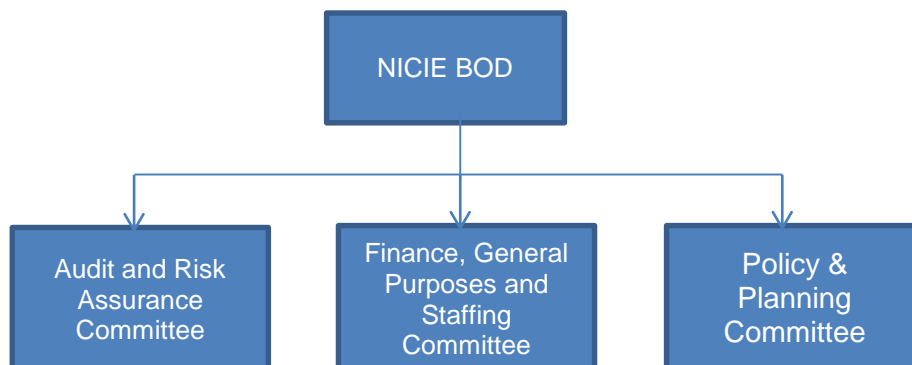 NICIE BOD
Audit and Risk
Assurance
Committee
Finance, General
Purposes and
Staffing
Committee
Policy &
Planning
Committee